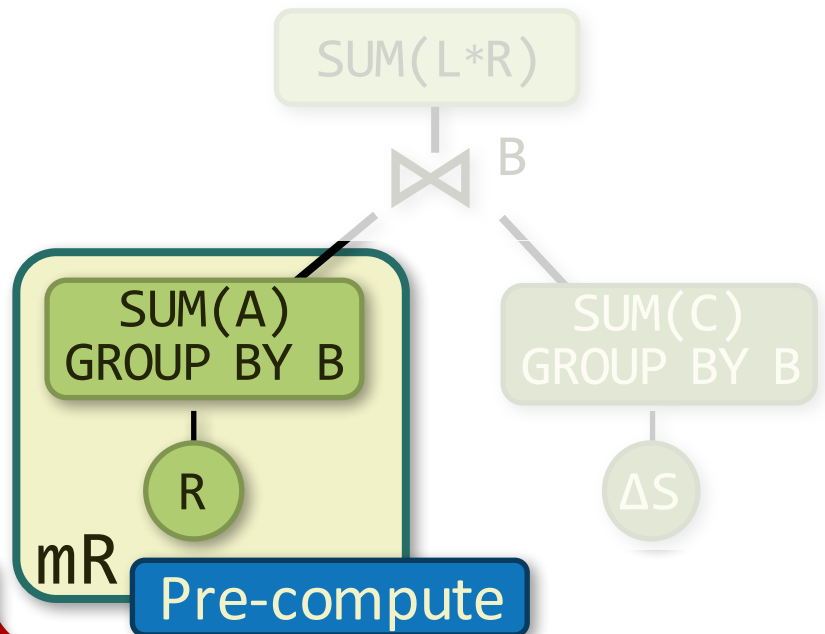 SUM(L*R)
B
SUM(A)
GROUP BY B
SUM(C)
GROUP BY B
R
ΔS
mR
Pre-compute